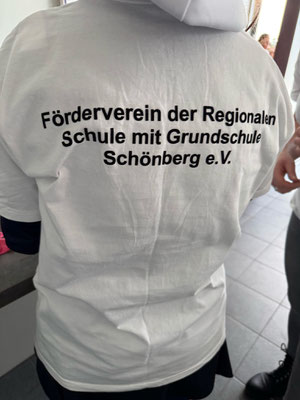 Förderverein der Regionalen
Schule mit Grundschule
Schönberg e.V.